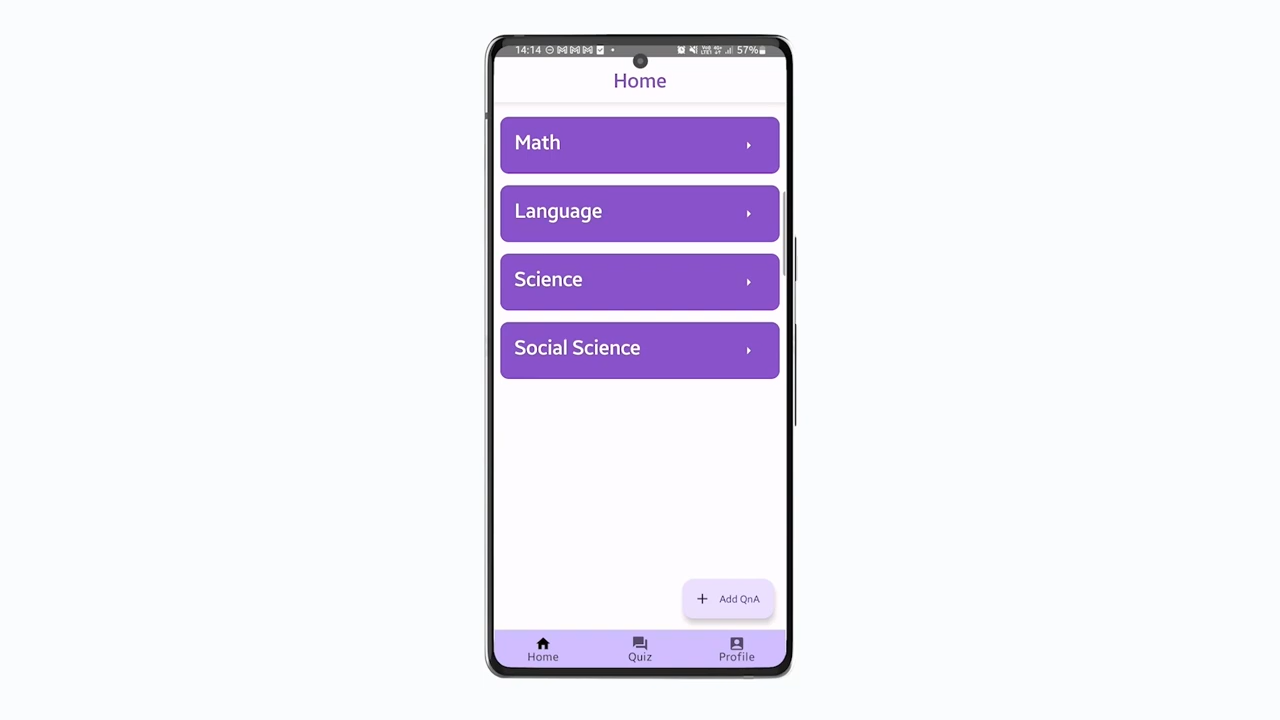 14:14 57%
Home
Math
Language
Science
Social Science
+ Add QnA
Home Quiz Profile